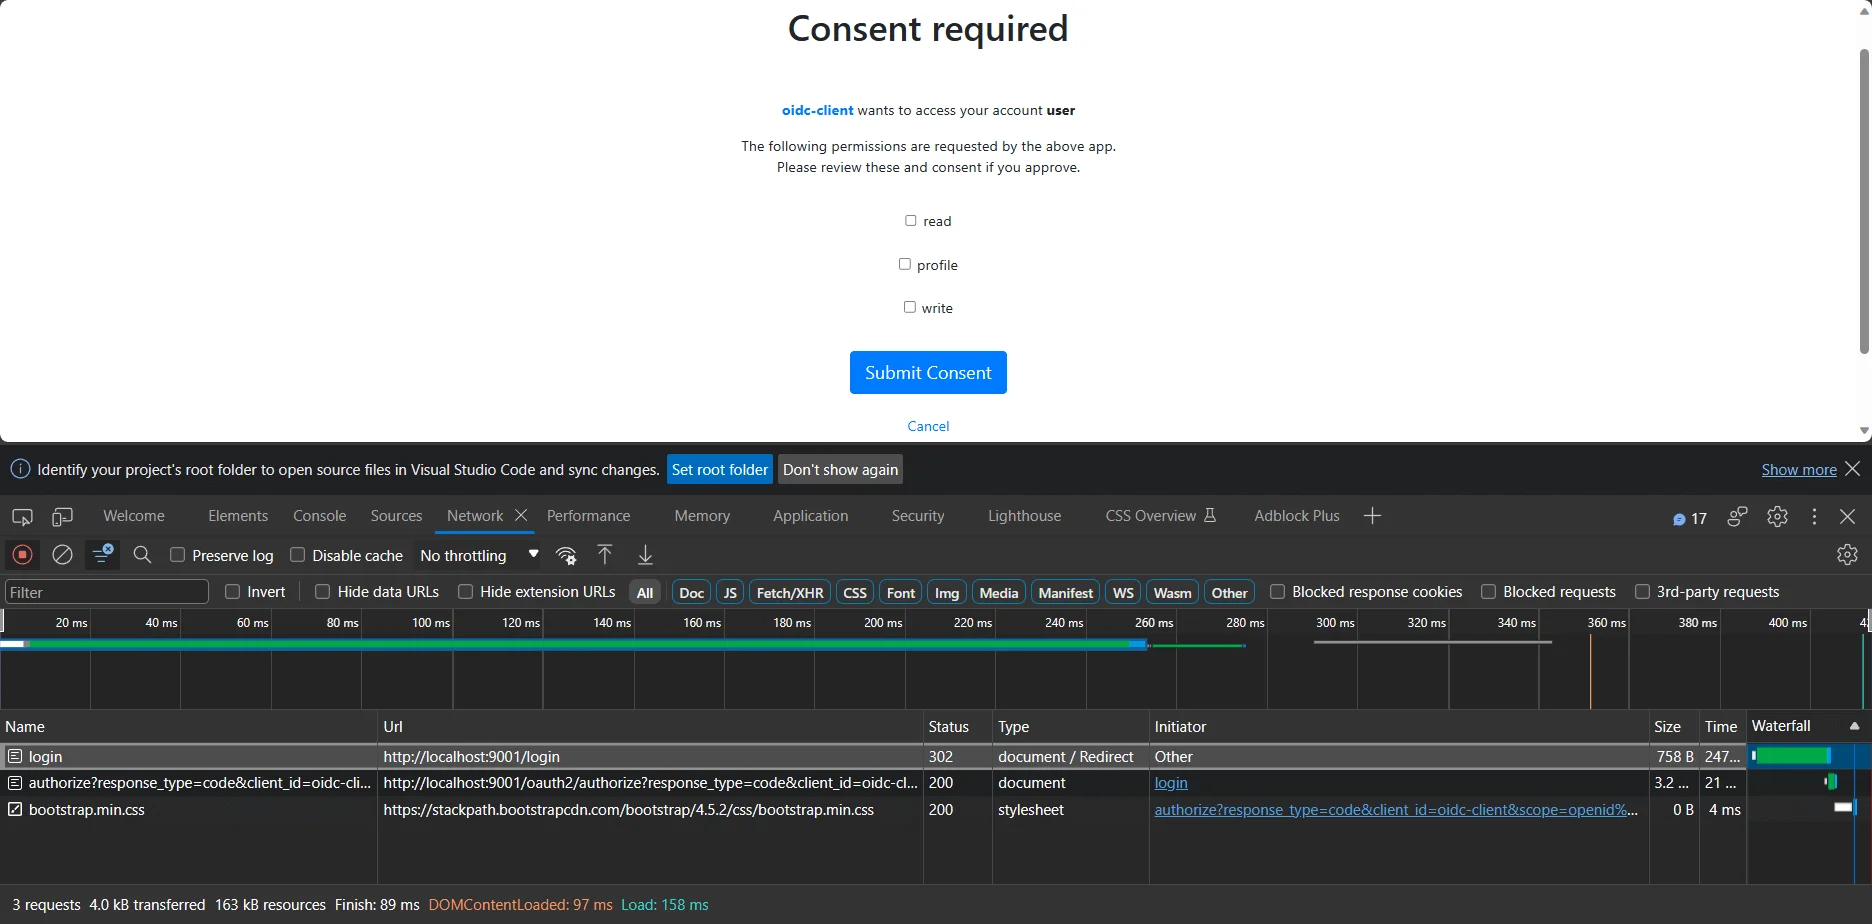 Consent required
oidc-client wants to access your account user
The following permissions are requested by the above app.
Please review these and consent if you approve.
read
profile
write
Submit Consent
Cancel
Identify your project's root folder to open source files in Visual Studio Code and sync changes. Set root folder Don't show again Show more
Welcome Elements Console Sources Network Performance Memory Application Security Lighthouse CSS Overview Adblock Plus 17
Preserve log Disable cache No throttling
Filter Invert Hide data URLs Hide extension URLs All Doc JS Fetch/XHR CSS Font Img Media Manifest WS Wasm Other Blocked response cookies Blocked requests 3rd-party requests
20 ms 40 ms 60 ms 80 ms 100 ms 120 ms 140 ms 160 ms 180 ms 200 ms 220 ms 240 ms 260 ms 280 ms 300 ms 320 ms 340 ms 360 ms 380 ms 400 ms
Name Url Status Type Initiator Size Time Waterfall
login http://localhost:9001/login 302 document / Redirect Other 758 B 247...
authorize?response_type=code&client_id=oidc-cli... http://localhost:9001/oauth2/authorize?response_type=code&client_id=oidc-cl... 200 document login 3.2 ... 21 ...
bootstrap.min.css https://stackpath.bootstrapcdn.com/bootstrap/4.5.2/css/bootstrap.min.css 200 stylesheet authorize?response_type=code&client_id=oidc-client&scope=openid%... 0 B 4 ms
3 requests 4.0 kB transferred 163 kB resources Finish: 89 ms DOMContentLoaded: 97 ms Load: 158 ms